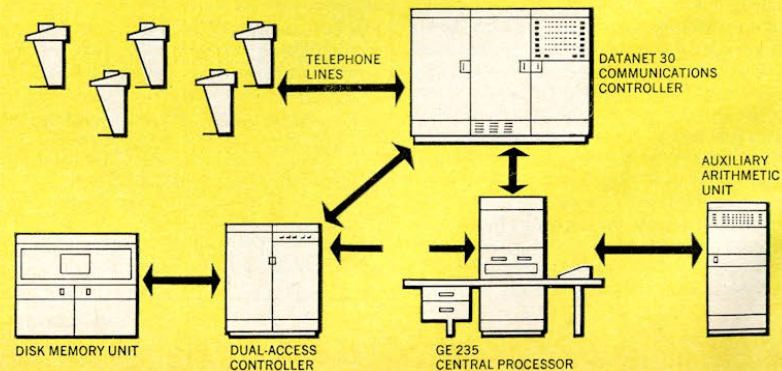 TELEPHONE
LINES
DATANET 30
COMMUNICATIONS
CONTROLLER
AUXILIARY
ARITHMETIC
UNIT
DISK MEMORY UNIT
DUAL-ACCESS
CONTROLLER
GE 235
CENTRAL PROCESSOR